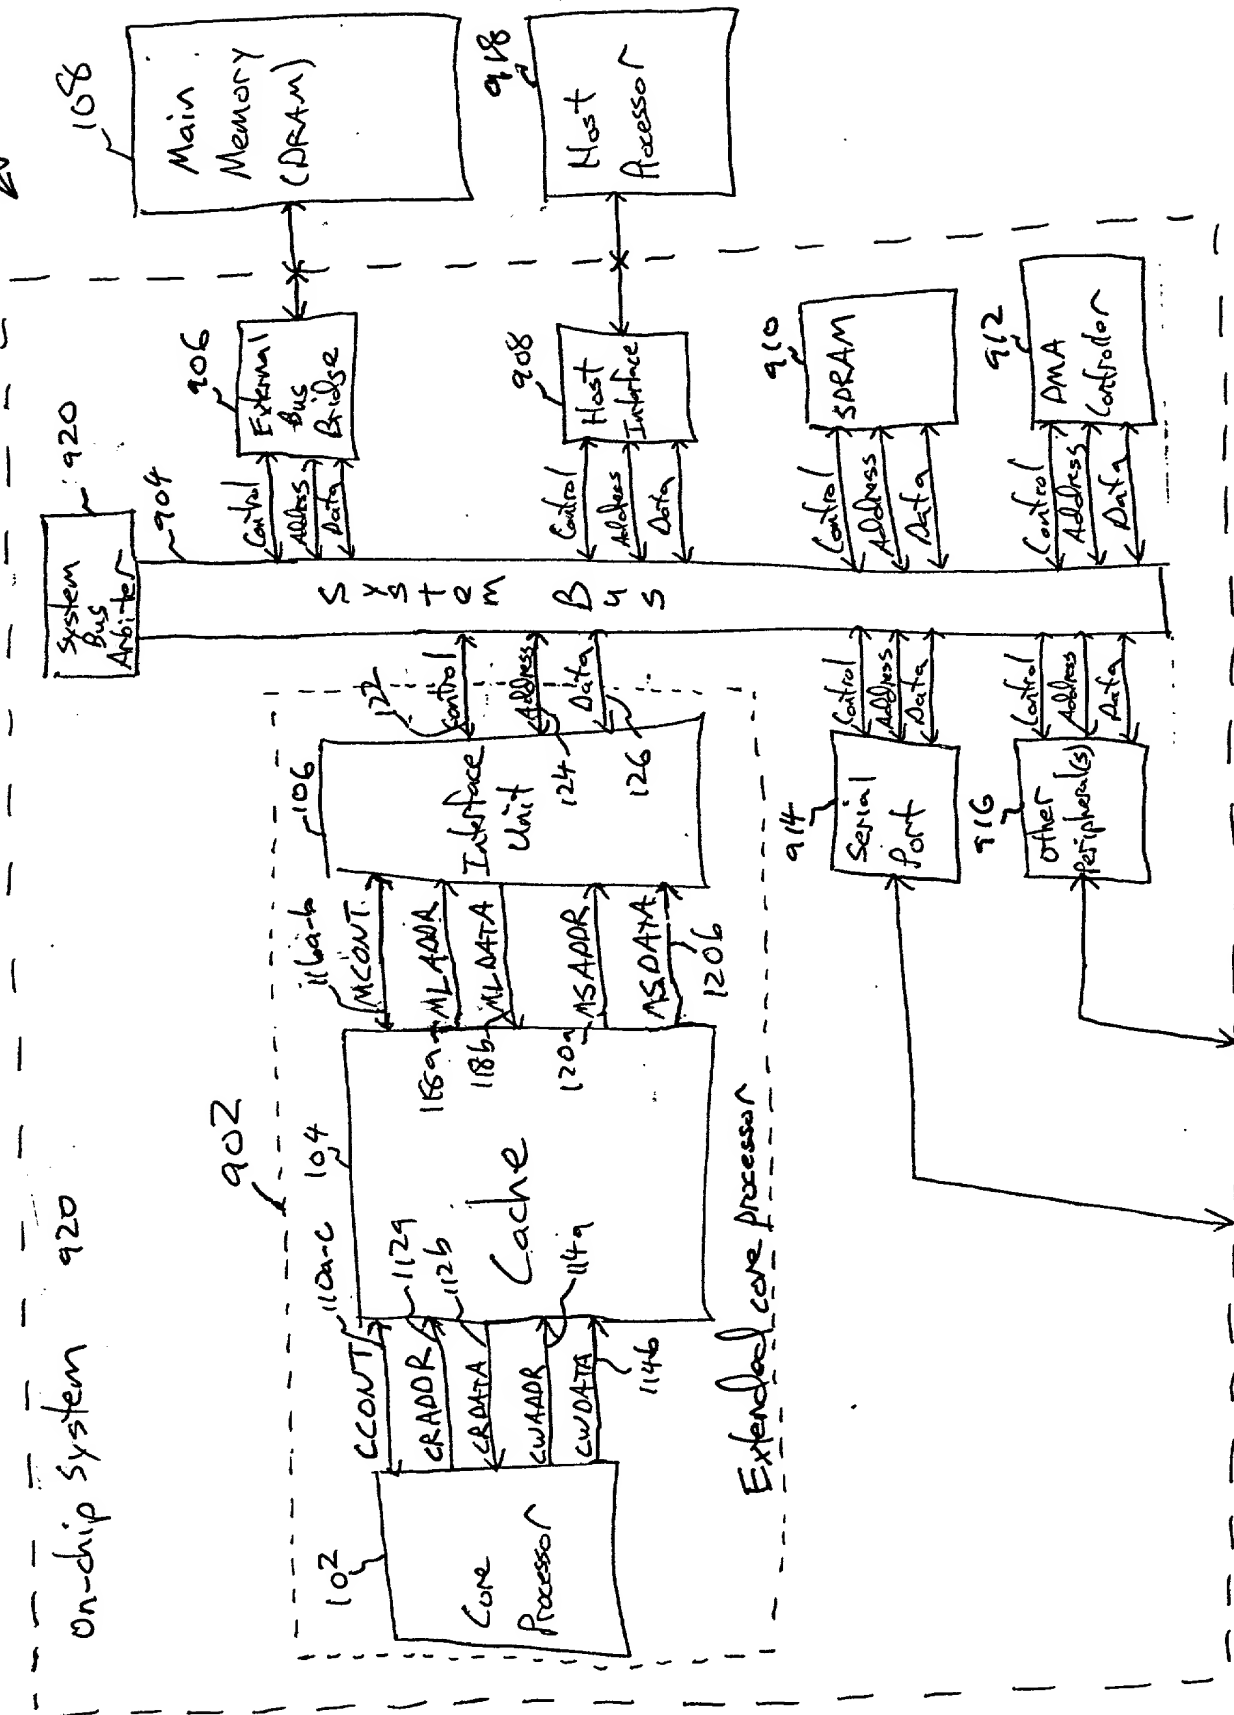 On-chip System 920
902
102
Core
Processor
CCONT
110a-c
CRADDR
112a
CRDATA
112b
CWADDR
114a
CWDATA
114b
104
Cache
Extended core processor
116a-b
MCONT
118a
MLADDR
118b
MLDATA
120a
MSADDR
MSDATA
120b
106
Interface
Unit
122
Control
Address
124
Data
126
System
Bus
Arbiter
920
904
System Bus
Control
Address
Data
906
External
Bus
Bridge
108
Main
Memory
(DRAM)
Control
Address
Data
908
Host
Interface
918
Host
Processor
Control
Address
Data
910
SDRAM
Control
Address
Data
912
DMA
Controller
Control
Address
Data
914
Serial
Port
Control
Address
Data
916
Other
Peripheral(s)